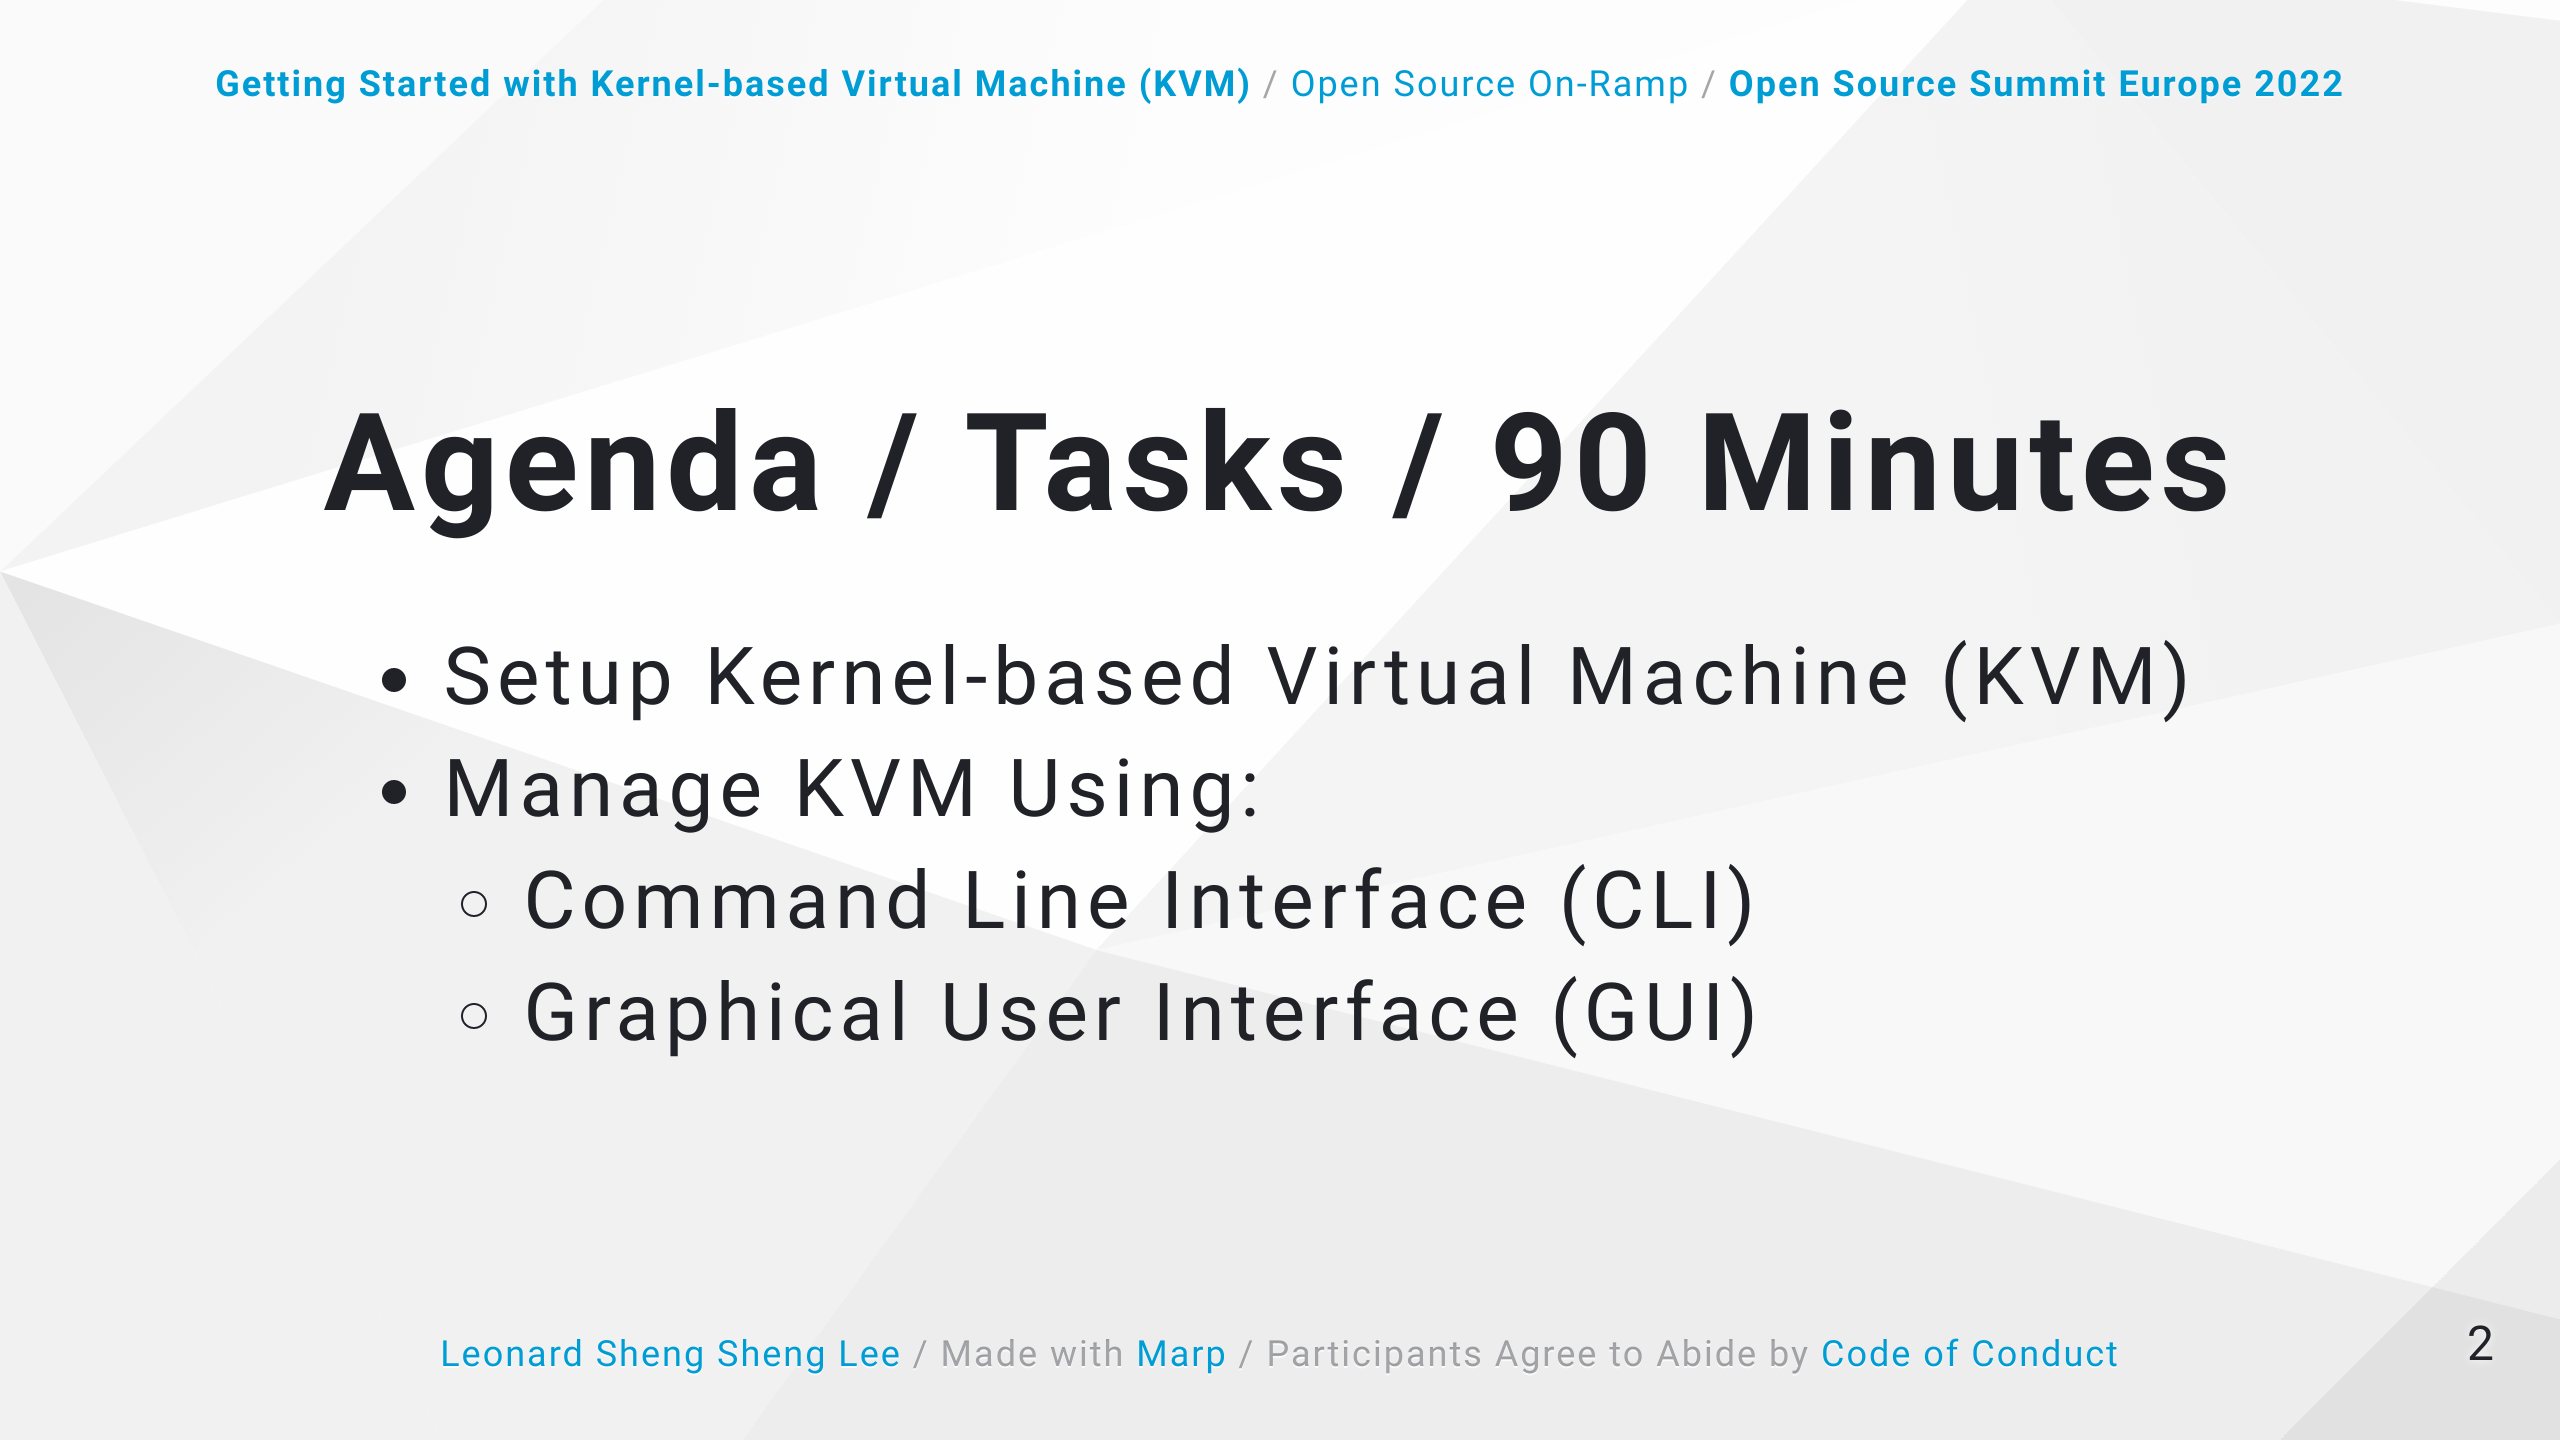 Getting Started with Kernel-based Virtual Machine (KVM) / Open Source On-Ramp / Open Source Summit Europe 2022
Agenda / Tasks / 90 Minutes
• Setup Kernel-based Virtual Machine (KVM)
• Manage KVM Using:
○ Command Line Interface (CLI)
○ Graphical User Interface (GUI)
Leonard Sheng Sheng Lee / Made with Marp / Participants Agree to Abide by Code of Conduct
2